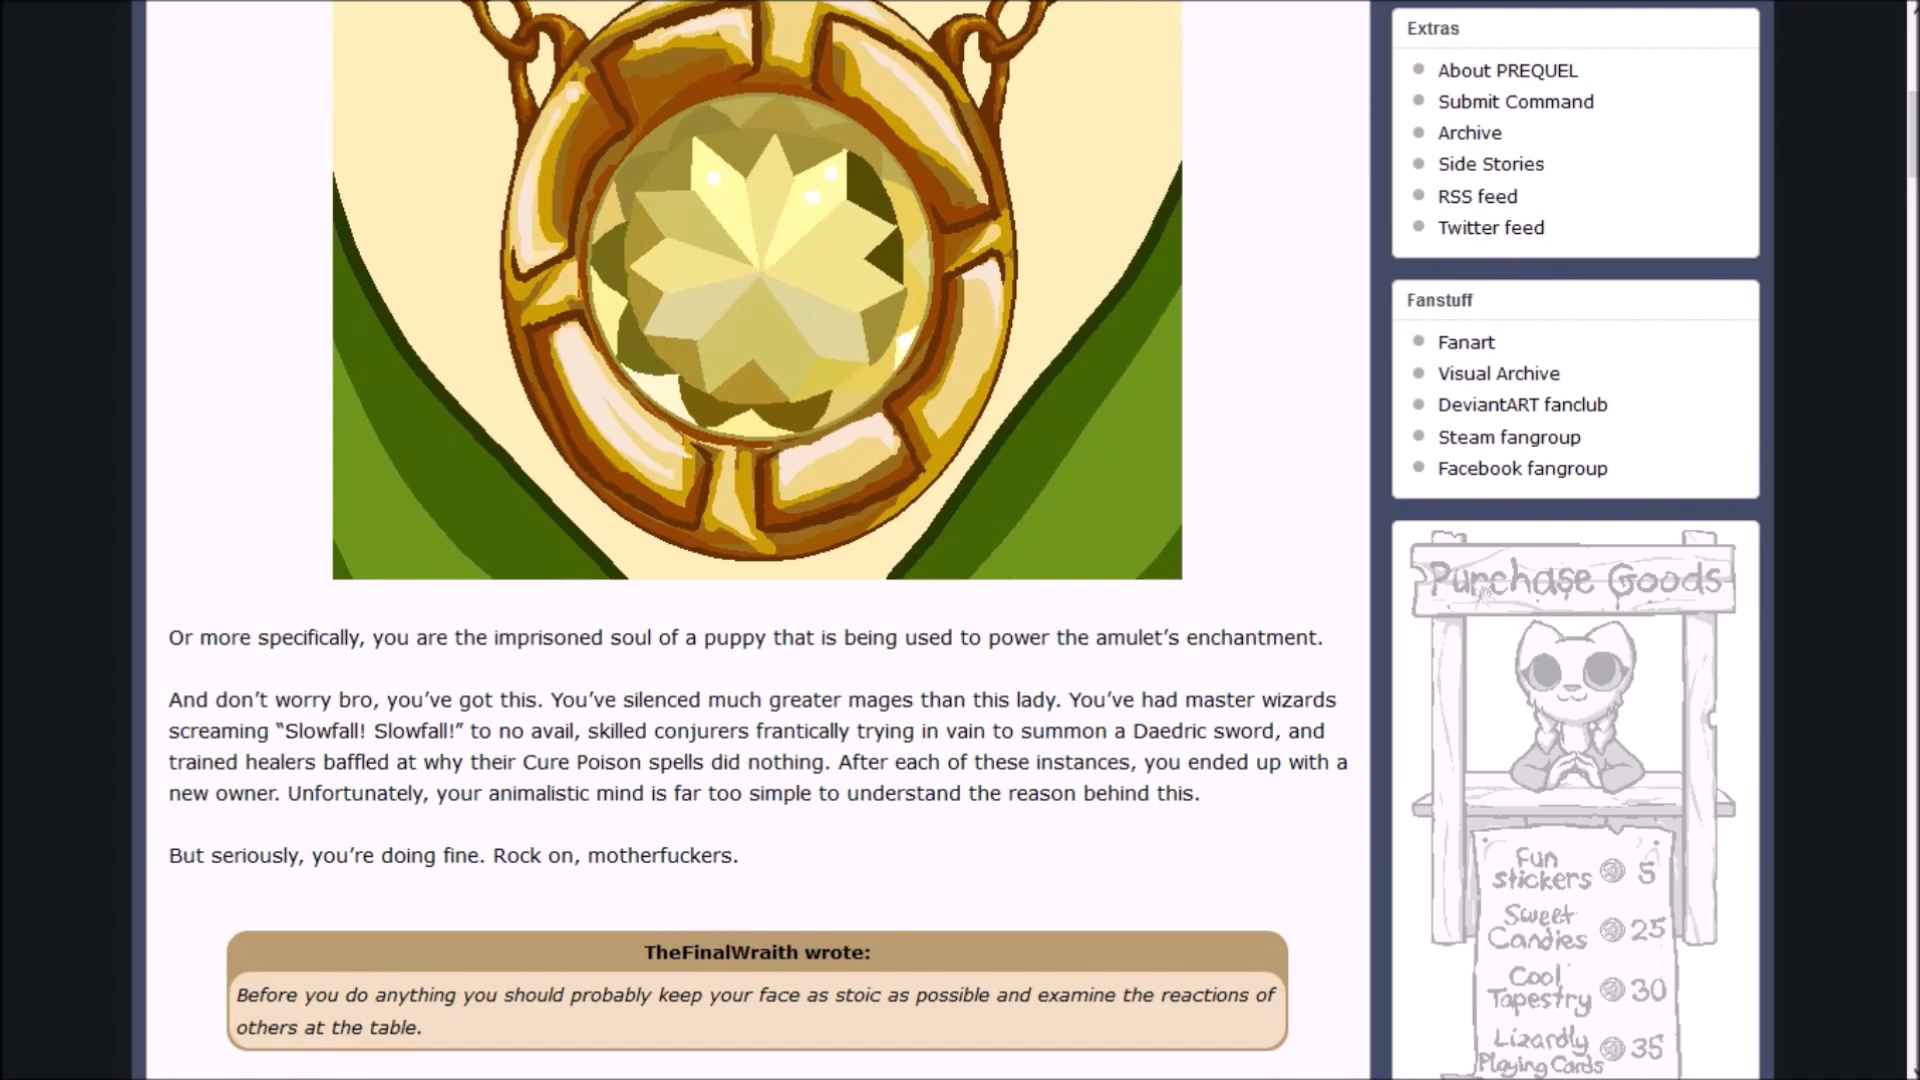 Or more specifically, you are the imprisoned soul of a puppy that is being used to power the amulet’s enchantment.
And don’t worry bro, you’ve got this. You’ve silenced much greater mages than this lady. You’ve had master wizards
screaming “Slowfall! Slowfall!” to no avail, skilled conjurers frantically trying in vain to summon a Daedric sword, and
trained healers baffled at why their Cure Poison spells did nothing. After each of these instances, you ended up with a
new owner. Unfortunately, your animalistic mind is far too simple to understand the reason behind this.
But seriously, you’re doing fine. Rock on, motherfuckers.
TheFinalWraith wrote:
Before you do anything you should probably keep your face as stoic as possible and examine the reactions of
others at the table.
Extras
About PREQUEL
Submit Command
Archive
Side Stories
RSS feed
Twitter feed
Fanstuff
Fanart
Visual Archive
DeviantART fanclub
Steam fangroup
Facebook fangroup
Purchase Goods
Fun
stickers 5
Sweet
Candies 25
Cool
Tapestry 30
Lizardly
Playing Cards 35